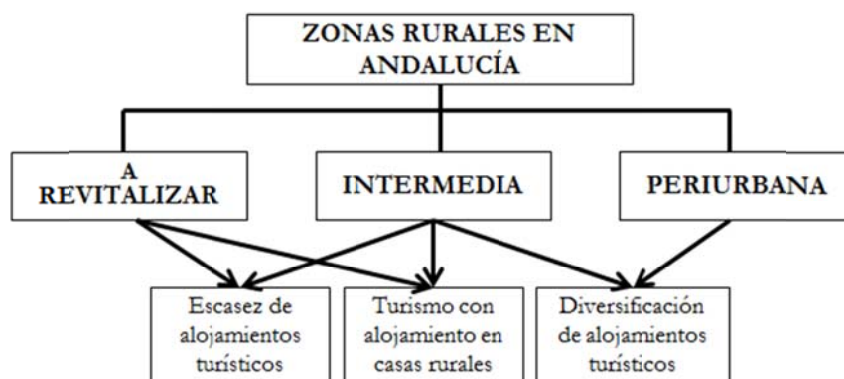 ZONAS RURALES EN
ANDALUCÍA
A
REVITALIZAR
INTERMEDIA
PERIURBANA
Escasez de
alojamientos
turísticos
Turismo con
alojamiento en
casas rurales
Diversificación
de alojamientos
turísticos